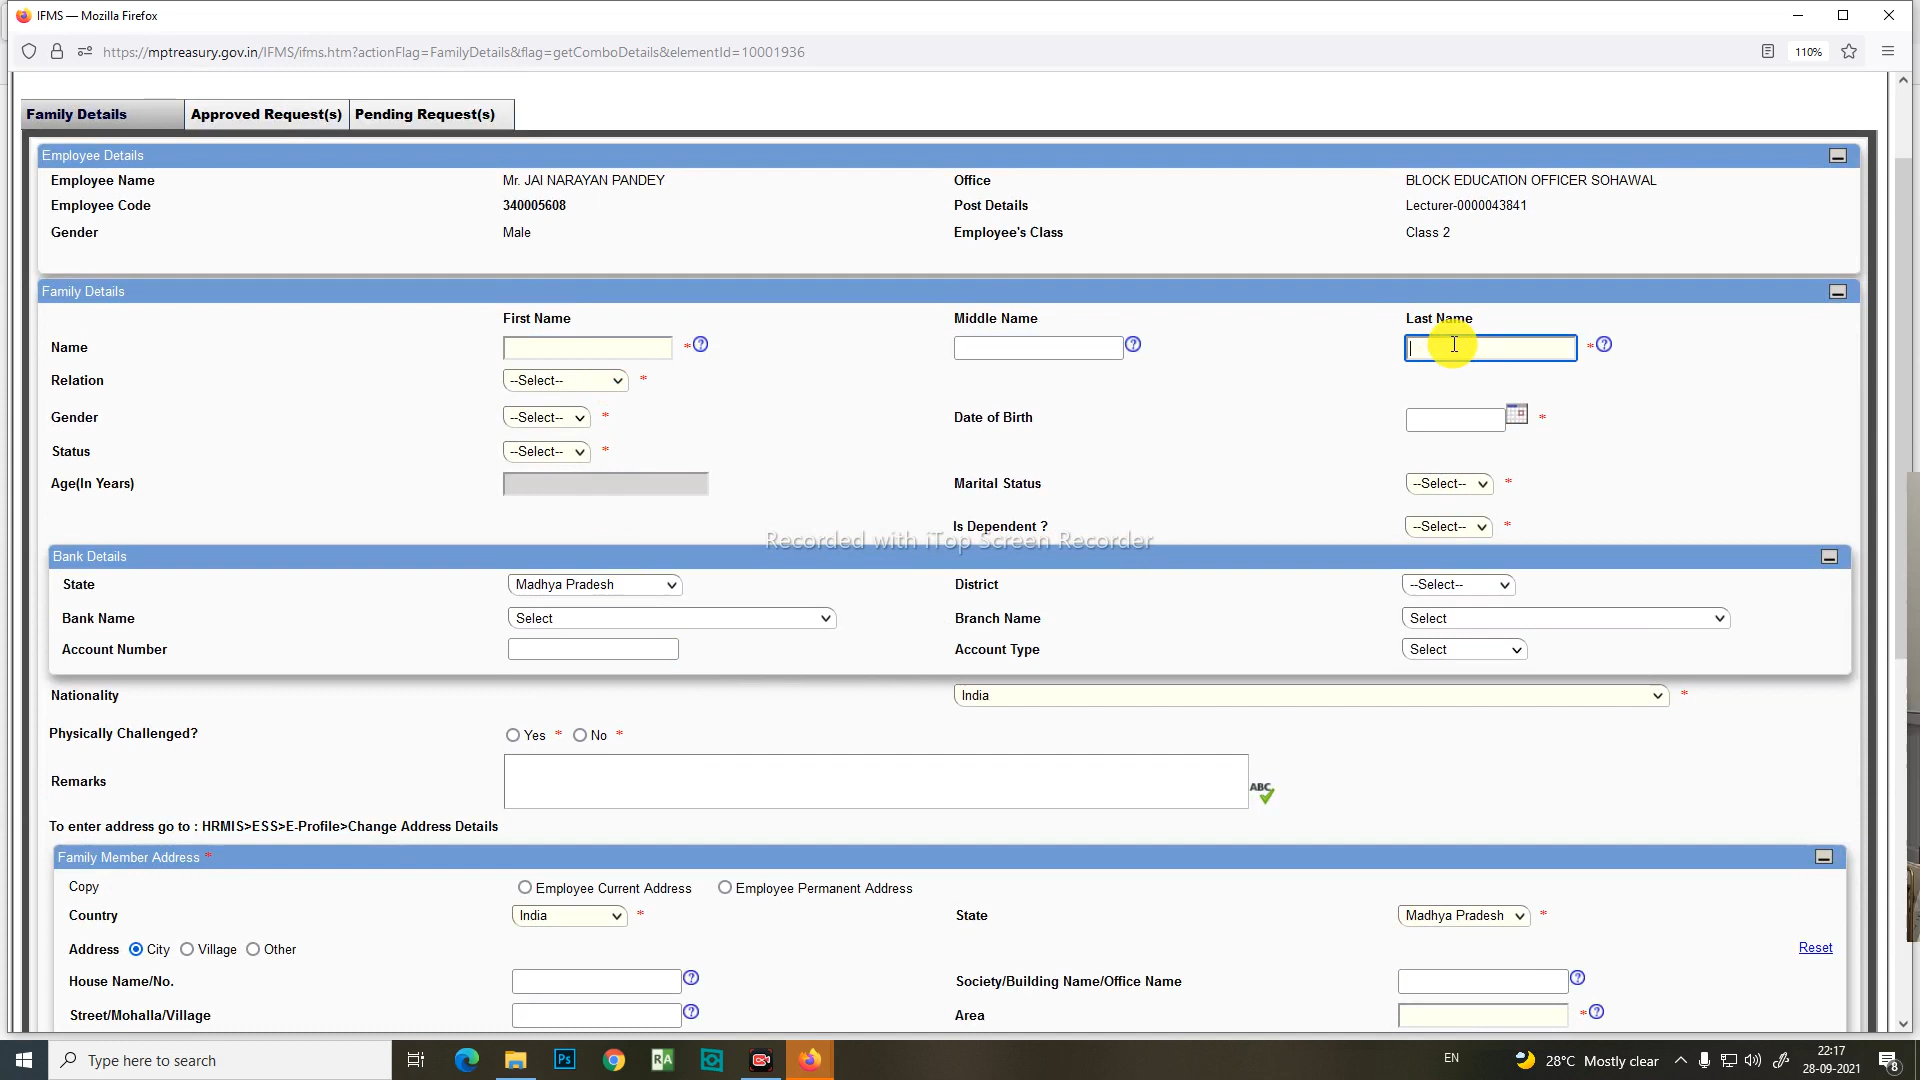 IFMS — Mozilla Firefox
https://mptreasury.gov.in/IFMS/ifms.htm?actionFlag=FamilyDetails&flag=getComboDetails&elementId=10001936
110%
Family Details Approved Request(s) Pending Request(s)
Employee Details
Employee Name Mr. JAI NARAYAN PANDEY Office BLOCK EDUCATION OFFICER SOHAWAL
Employee Code 340005608 Post Details Lecturer-0000043841
Gender Male Employee's Class Class 2
Family Details
First Name Middle Name Last Name
Name * ? ? * ?
Relation --Select-- *
Gender --Select-- * Date of Birth *
Status --Select-- *
Age(In Years) Marital Status --Select-- *
Is Dependent ? --Select-- *
Recorded with iTop Screen Recorder
Bank Details
State Madhya Pradesh District --Select--
Bank Name Select Branch Name Select
Account Number Account Type Select
Nationality India *
Physically Challenged? Yes * No *
Remarks ABC
To enter address go to : HRMIS>ESS>E-Profile>Change Address Details
Family Member Address *
Copy Employee Current Address Employee Permanent Address
Country India * State Madhya Pradesh *
Address City Village Other Reset
House Name/No. ? Society/Building Name/Office Name ?
Street/Mohalla/Village ? Area * ?
Type here to search Ps RA EN 28°C Mostly clear 22:17
28-09-2021 8